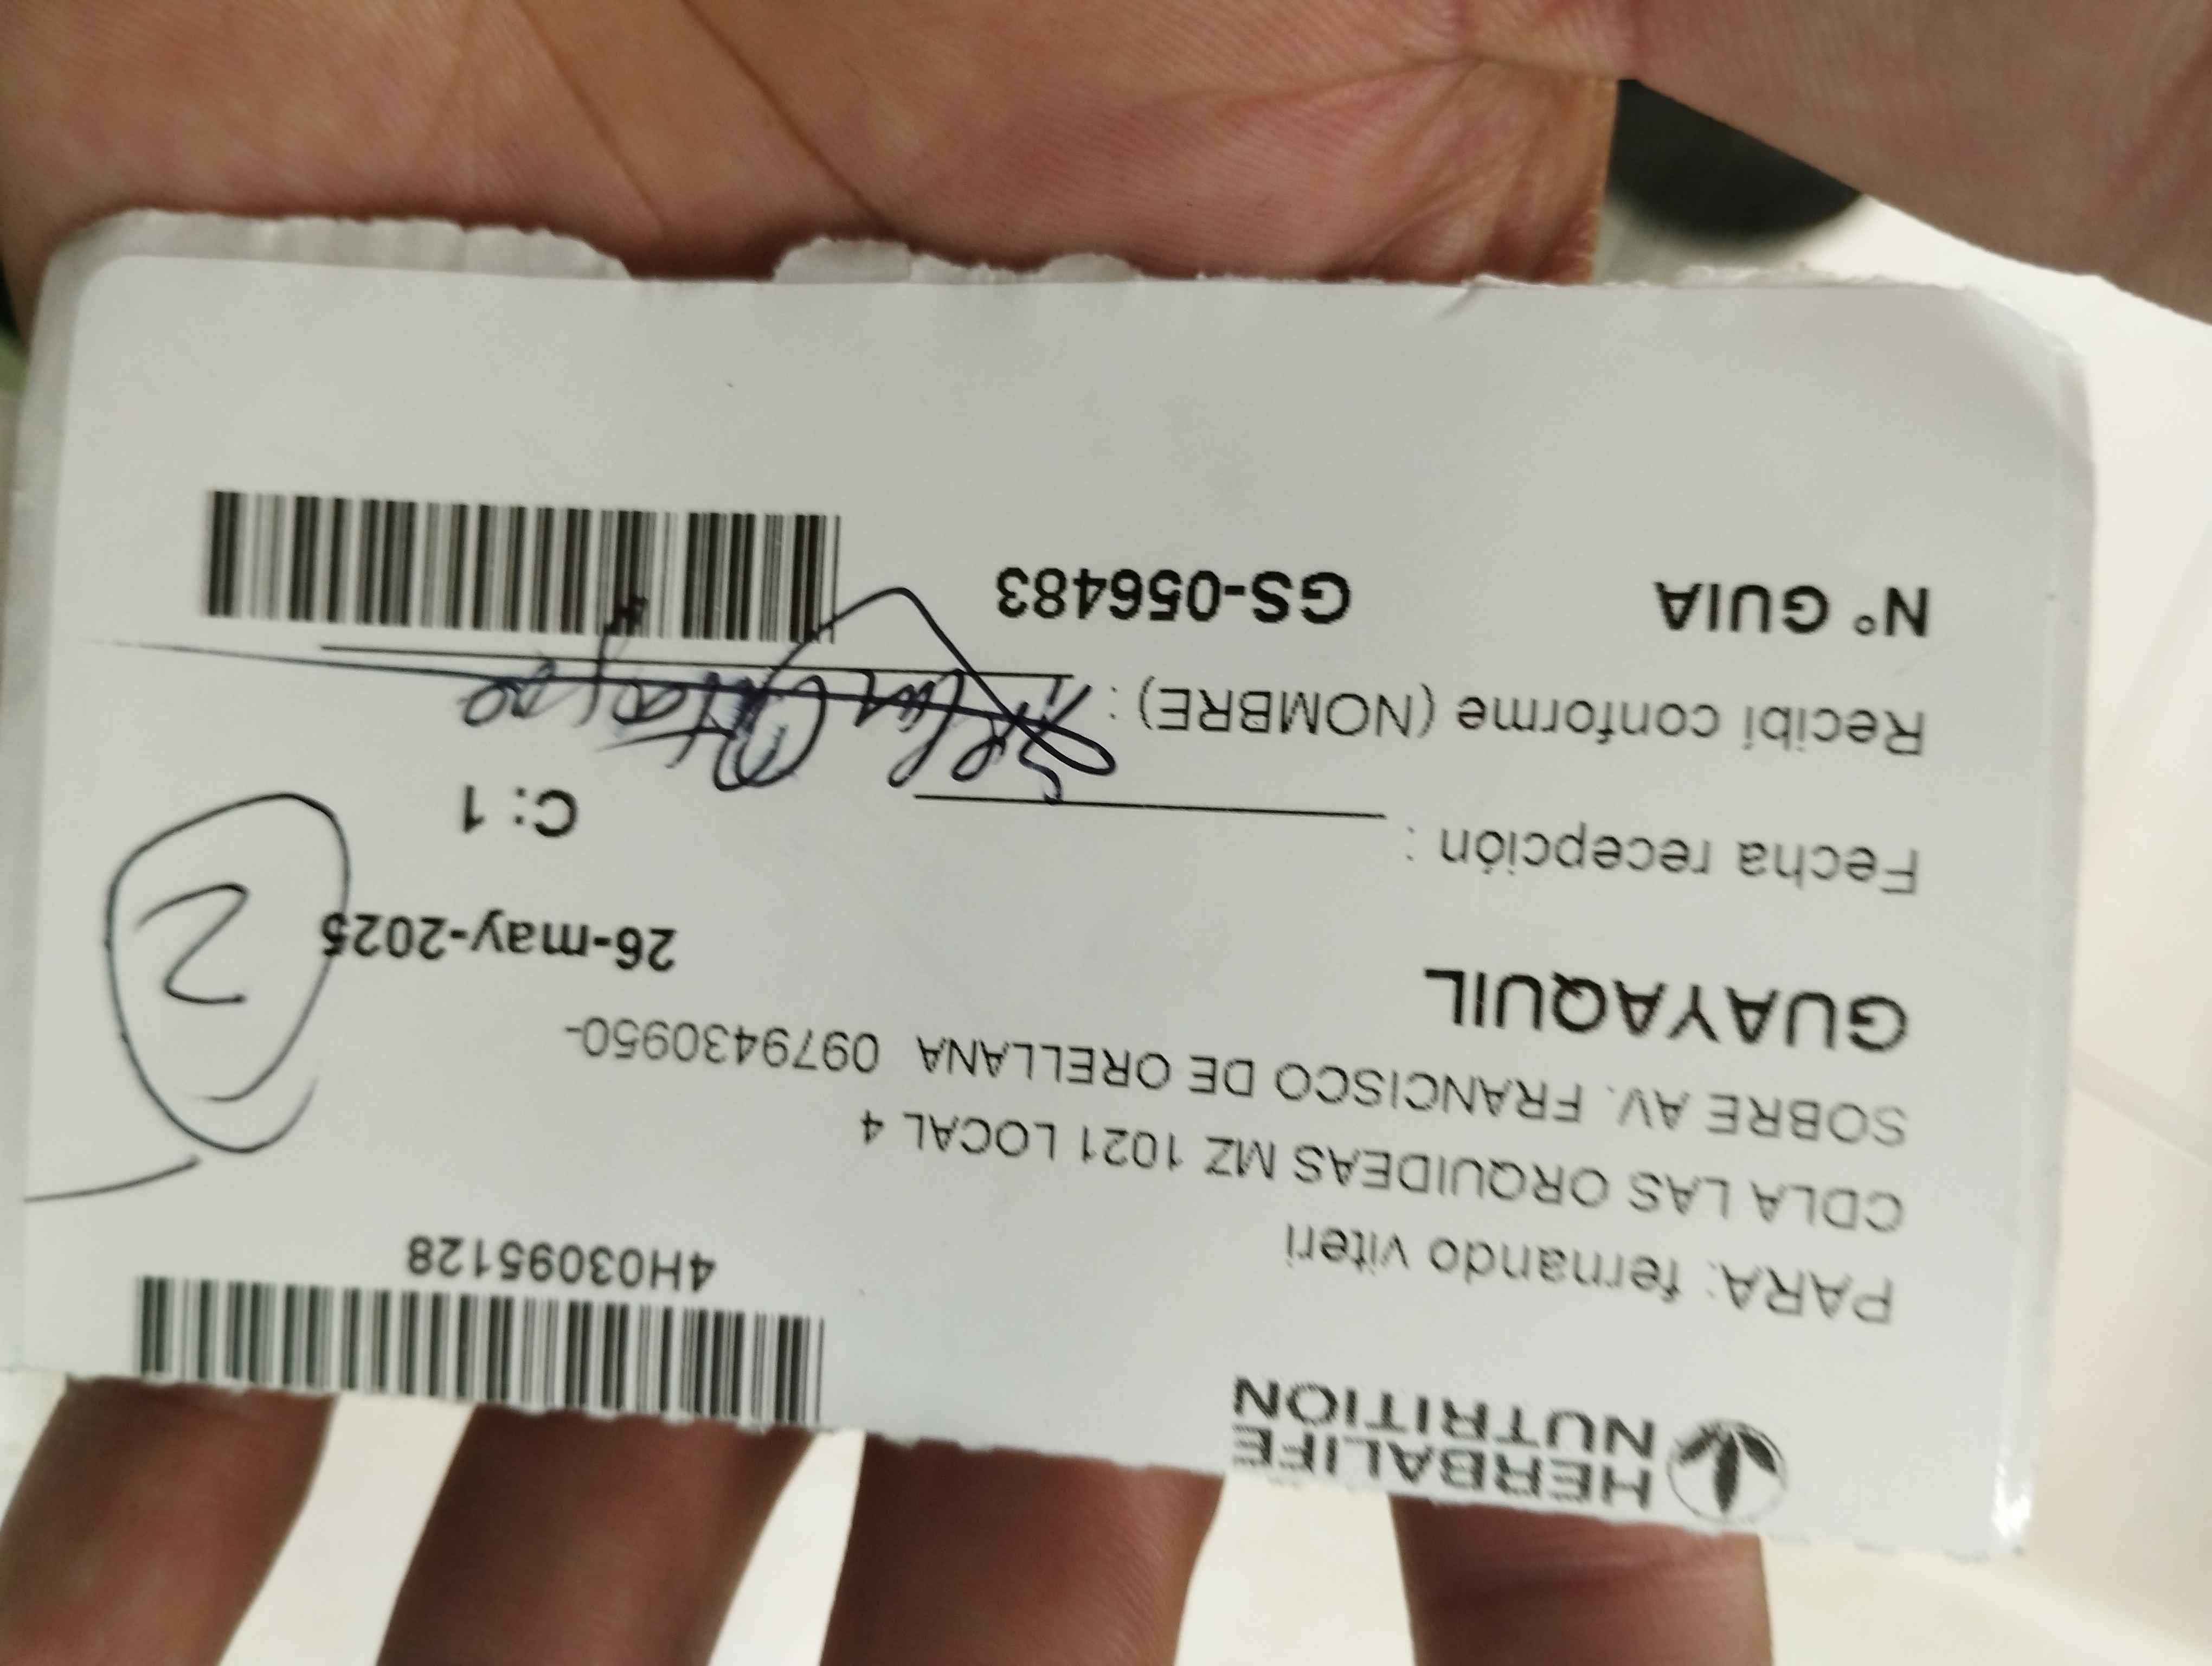 HERBALIFE
NUTRITION
4H03095128
PARA: fernando viteri
CDLA LAS ORQUIDEAS MZ 1021 LOCAL 4
SOBRE AV. FRANCISCO DE ORELLANA 0979430950-
GUAYAQUIL
26-may-2025
2
Fecha recepción :
C: 1
Recibí conforme (NOMBRE) :
N° GUIA GS-056483